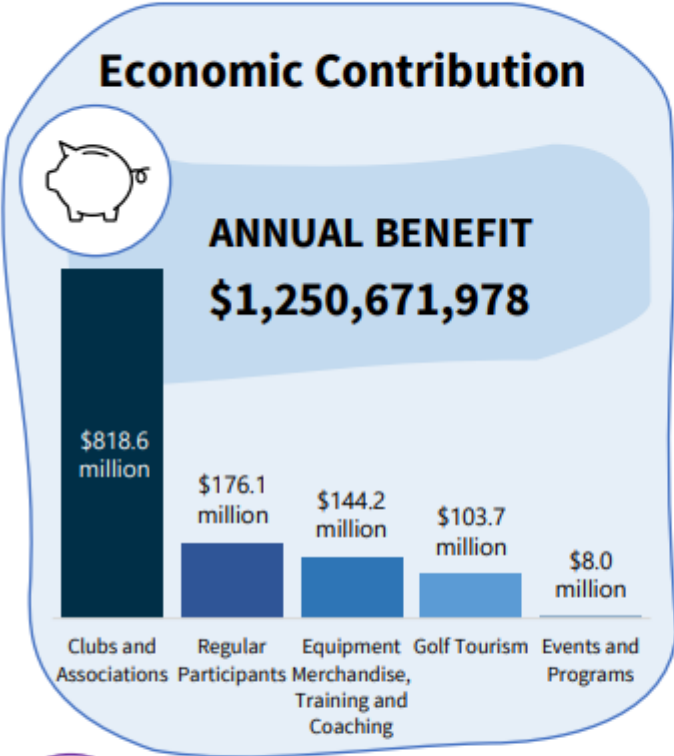 Economic Contribution
ANNUAL BENEFIT
$1,250,671,978
$818.6
million
$176.1
million
$144.2
million
$103.7
million
$8.0
million
Clubs and
Associations
Regular
Participants
Equipment
Merchandise,
Training and
Coaching
Golf Tourism
Events and
Programs